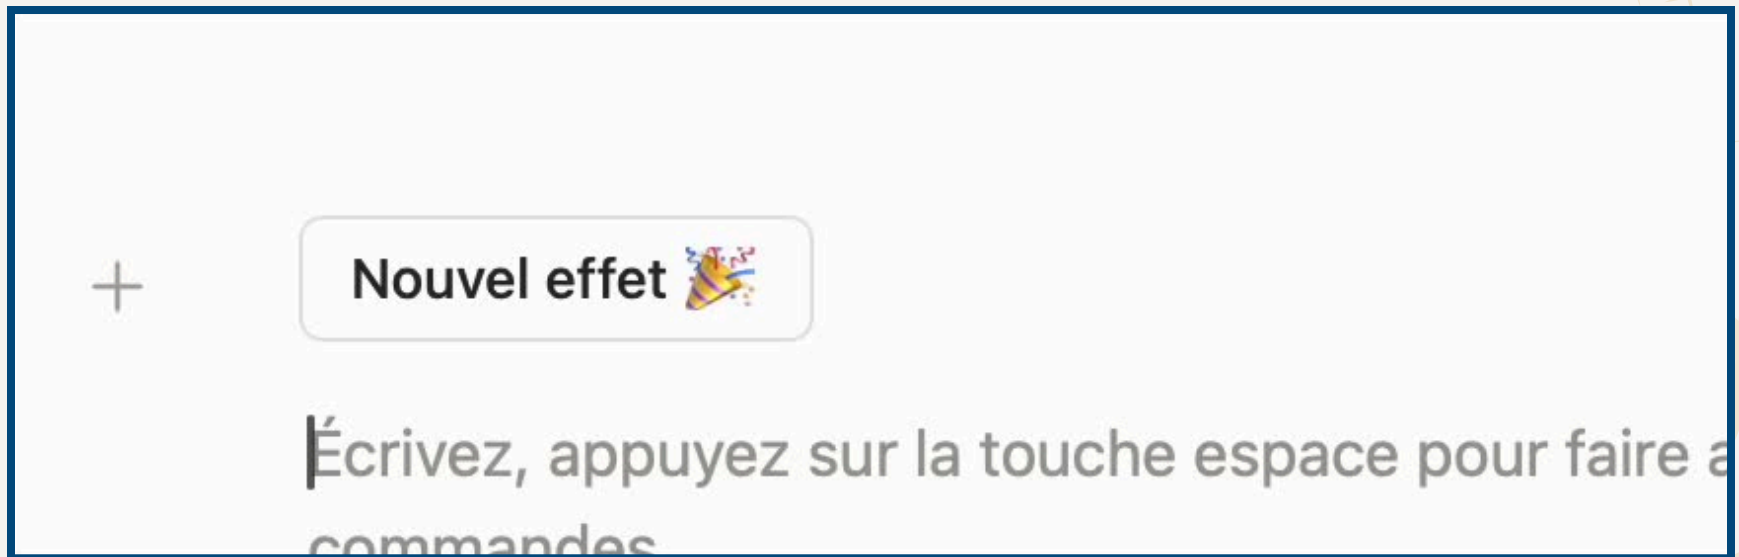 Nouvel effet 🎉
Écrivez, appuyez sur la touche espace pour faire
commandes